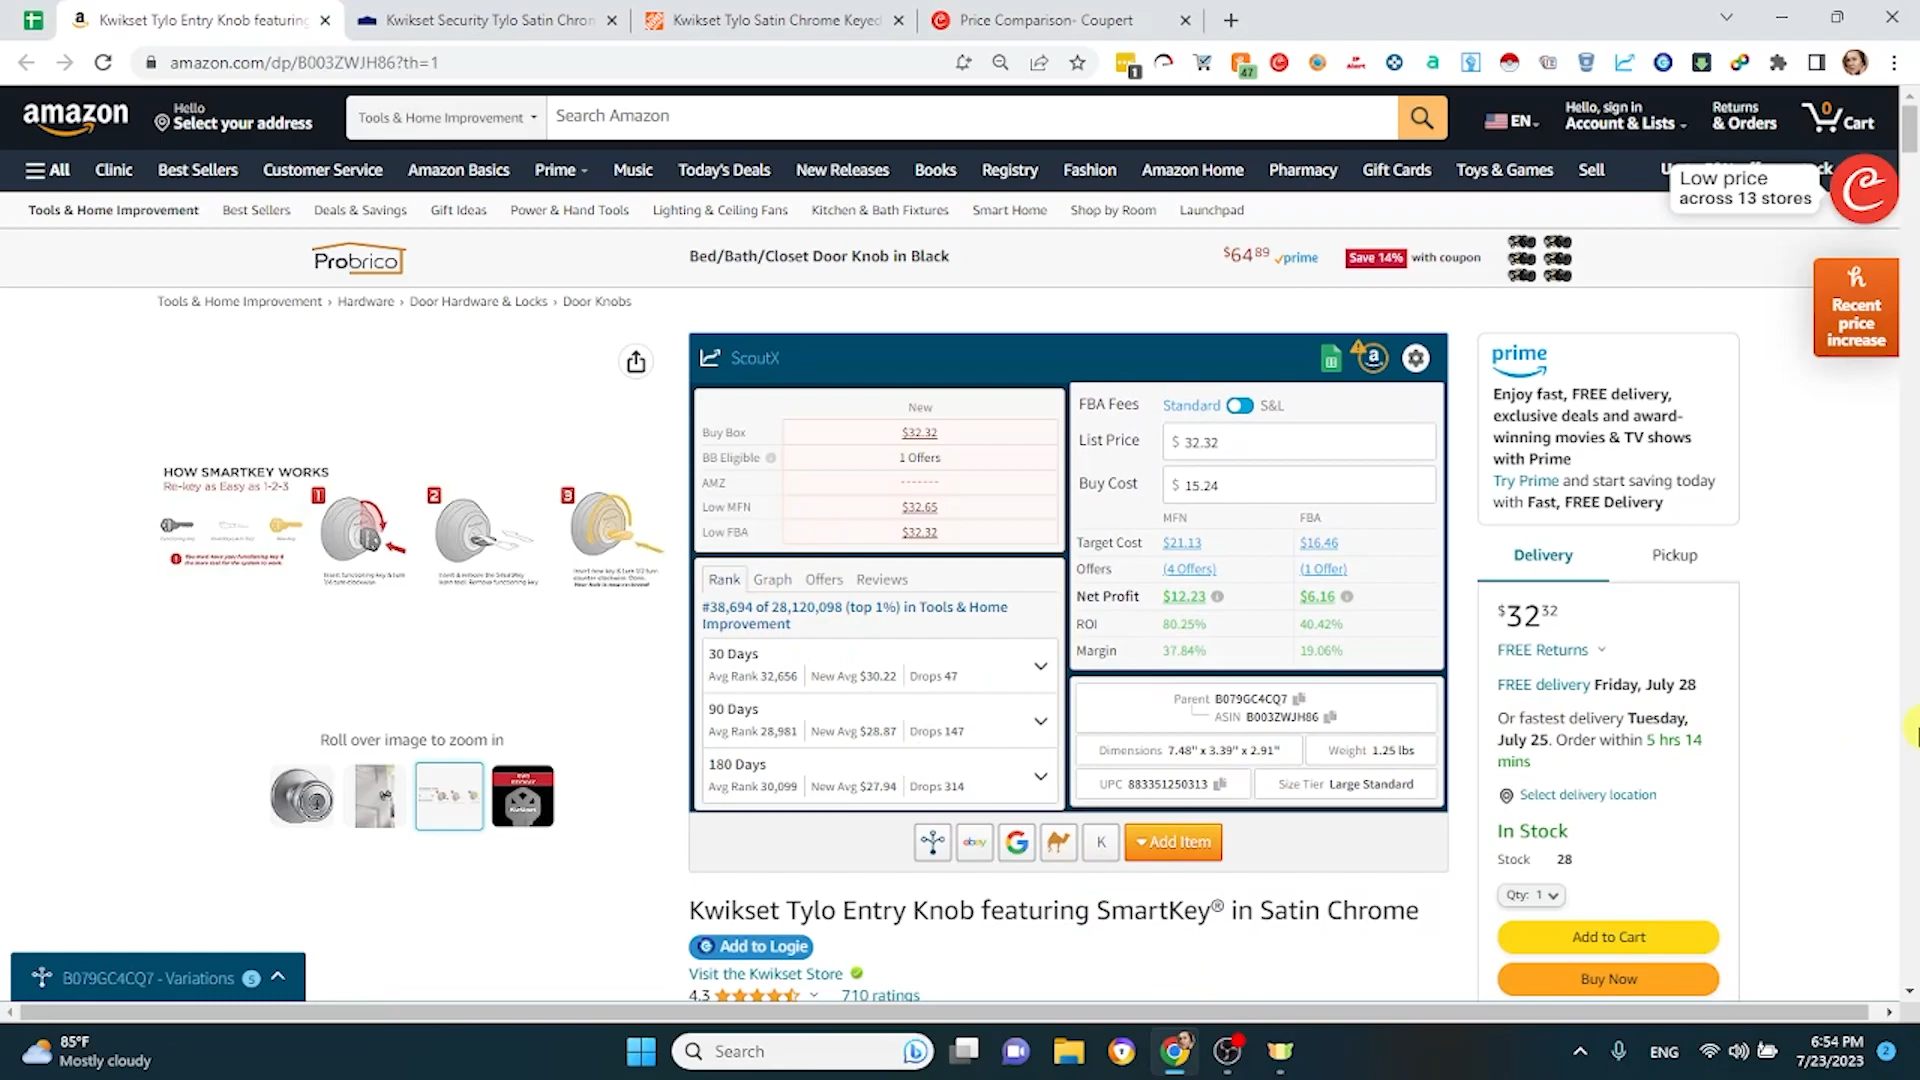 Kwikset Tylo Entry Knob featuring
Kwikset Security Tylo Satin Chron
Kwikset Tylo Satin Chrome Keyed
Price Comparison- Coupert
amazon.com/dp/B003ZWJH86?th=1
1
47
amazon
Hello
Select your address
Tools & Home Improvement
Search Amazon
EN
Hello, sign in
Account & Lists
Returns
& Orders
0
Cart
All
Clinic
Best Sellers
Customer Service
Amazon Basics
Prime
Music
Today's Deals
New Releases
Books
Registry
Fashion
Amazon Home
Pharmacy
Gift Cards
Toys & Games
Sell
Low price
across 13 stores
Tools & Home Improvement
Best Sellers
Deals & Savings
Gift Ideas
Power & Hand Tools
Lighting & Ceiling Fans
Kitchen & Bath Fixtures
Smart Home
Shop by Room
Launchpad
Probrico
Bed/Bath/Closet Door Knob in Black
$64 89 prime
Save 14% with coupon
Tools & Home Improvement › Hardware › Door Hardware & Locks › Door Knobs
h
Recent
price
increase
HOW SMARTKEY WORKS
Re-key as Easy as 1-2-3
1
2
3
Roll over image to zoom in
ScoutX
New
Buy Box $32.32
BB Eligible 1 Offers
AMZ -------
Low MFN $32.65
Low FBA $32.32
Rank Graph Offers Reviews
#38,694 of 28,120,098 (top 1%) in Tools & Home
Improvement
30 Days
Avg Rank 32,656 New Avg $30.22 Drops 47
90 Days
Avg Rank 28,981 New Avg $28.87 Drops 147
180 Days
Avg Rank 30,099 New Avg $27.94 Drops 314
FBA Fees Standard S&L
List Price $ 32.32
Buy Cost $ 15.24
MFN FBA
Target Cost $21.13 $16.46
Offers (4 Offers) (1 Offer)
Net Profit $12.23 $6.16
ROI 80.25% 40.42%
Margin 37.84% 19.06%
Parent B079GC4CQ7
ASIN B003ZWJH86
Dimensions 7.48" x 3.39" x 2.91" Weight 1.25 lbs
UPC 883351250313 Size Tier Large Standard
ebay
G
K
Add Item
Kwikset Tylo Entry Knob featuring SmartKey® in Satin Chrome
Add to Logie
Visit the Kwikset Store
4.3 710 ratings
prime
Enjoy fast, FREE delivery,
exclusive deals and award-
winning movies & TV shows
with Prime
Try Prime and start saving today
with Fast, FREE Delivery
Delivery Pickup
$32 32
FREE Returns
FREE delivery Friday, July 28
Or fastest delivery Tuesday,
July 25. Order within 5 hrs 14
mins
Select delivery location
In Stock
Stock 28
Qty: 1
Add to Cart
Buy Now
B079GC4CQ7 - Variations 5
85°F
Mostly cloudy
Search
ENG
6:54 PM
7/23/2023
2